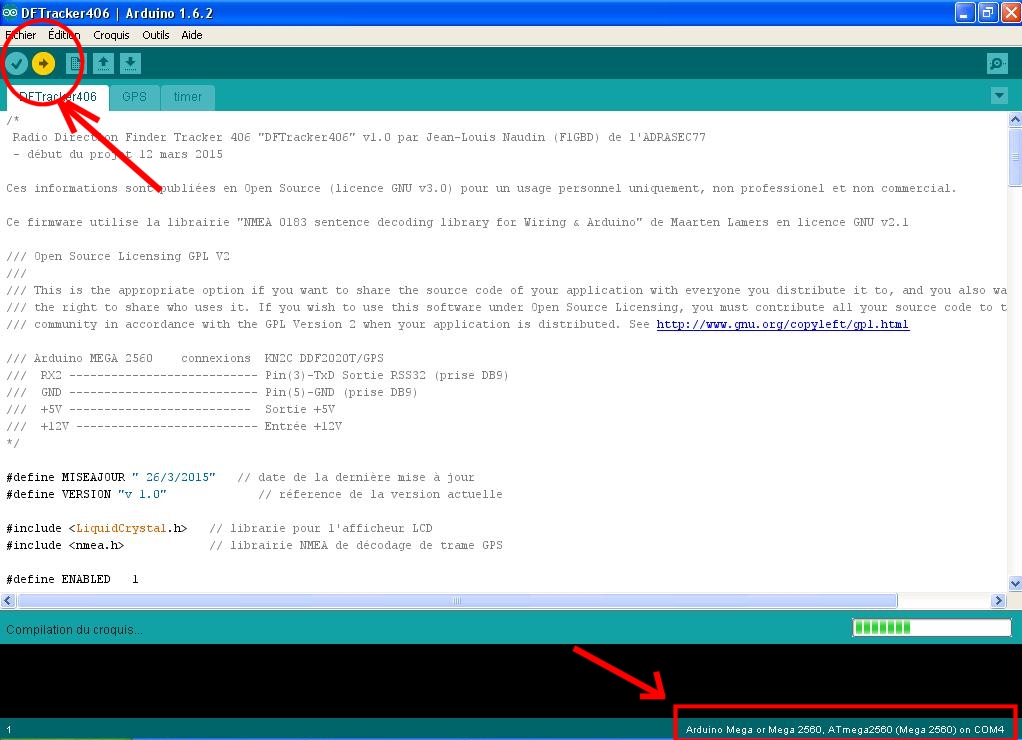 DFTracker406 | Arduino 1.6.2
Fichier Édition Croquis Outils Aide
DFTracker406 GPS timer
/*
Radio Direction Finder Tracker 406 "DFTracker406" v1.0 par Jean-Louis Naudin (F1GBD) de l'ADRASEC77
- début du projet 12 mars 2015
Ces informations sont publiées en Open Source (licence GNU v3.0) pour un usage personnel uniquement, non professionel et non commercial.
Ce firmware utilise la librairie "NMEA 0183 sentence decoding library for Wiring & Arduino" de Maarten Lamers en licence GNU v2.1
/// Open Source Licensing GPL V2
///
/// This is the appropriate option if you want to share the source code of your application with everyone you distribute it to, and you also wa
/// the right to share who uses it. If you wish to use this software under Open Source Licensing, you must contribute all your source code to t
/// community in accordance with the GPL Version 2 when your application is distributed. See http://www.gnu.org/copyleft/gpl.html
/// Arduino MEGA 2560 connexions KN2C DDF2020T/GPS
/// RX2 --------------------------- Pin(3)-TxD Sortie RSS32 (prise DB9)
/// GND --------------------------- Pin(5)-GND (prise DB9)
/// +5V -------------------------- Sortie +5V
/// +12V -------------------------- Entrée +12V
*/
#define MISEAJOUR " 26/3/2015" // date de la dernière mise à jour
#define VERSION "v 1.0" // réference de la version actuelle
#include <LiquidCrystal.h> // librarie pour l'afficheur LCD
#include <nmea.h> // librairie NMEA de décodage de trame GPS
#define ENABLED 1
Compilation du croquis...
1 Arduino Mega or Mega 2560, ATmega2560 (Mega 2560) on COM4